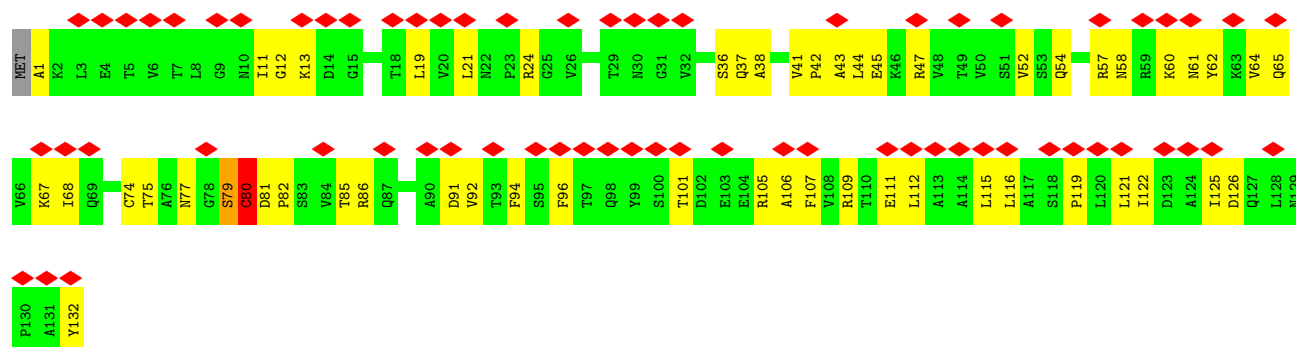 MET A1 K2 L3 E4 T5 V6 T7 L8 G9 N10 I11 G12 K13 D14 G15 T18 L19 V20 L21 N22 P23 R24 G25 V26 T29 N30 G31 V32 S36 Q37 A38 V41 P42 A43 L44 E45 K46 R47 V48 T49 V50 S51 V52 S53 Q54 R57 N58 R59 K60 N61 Y62 K63 V64 Q65
V66 K67 I68 Q69 C74 T75 A76 N77 G78 S79 C80 D81 P82 S83 V84 T85 R86 Q87 A90 D91 V92 T93 F94 S95 F96 T97 Q98 Y99 S100 T101 D102 E103 E104 R105 A106 F107 V108 R109 T110 E111 L112 A113 A114 L115 L116 A117 S118 P119 L120 L121 I122 D123 A124 I125 D126 Q127 L128 N129
P130 A131 Y132